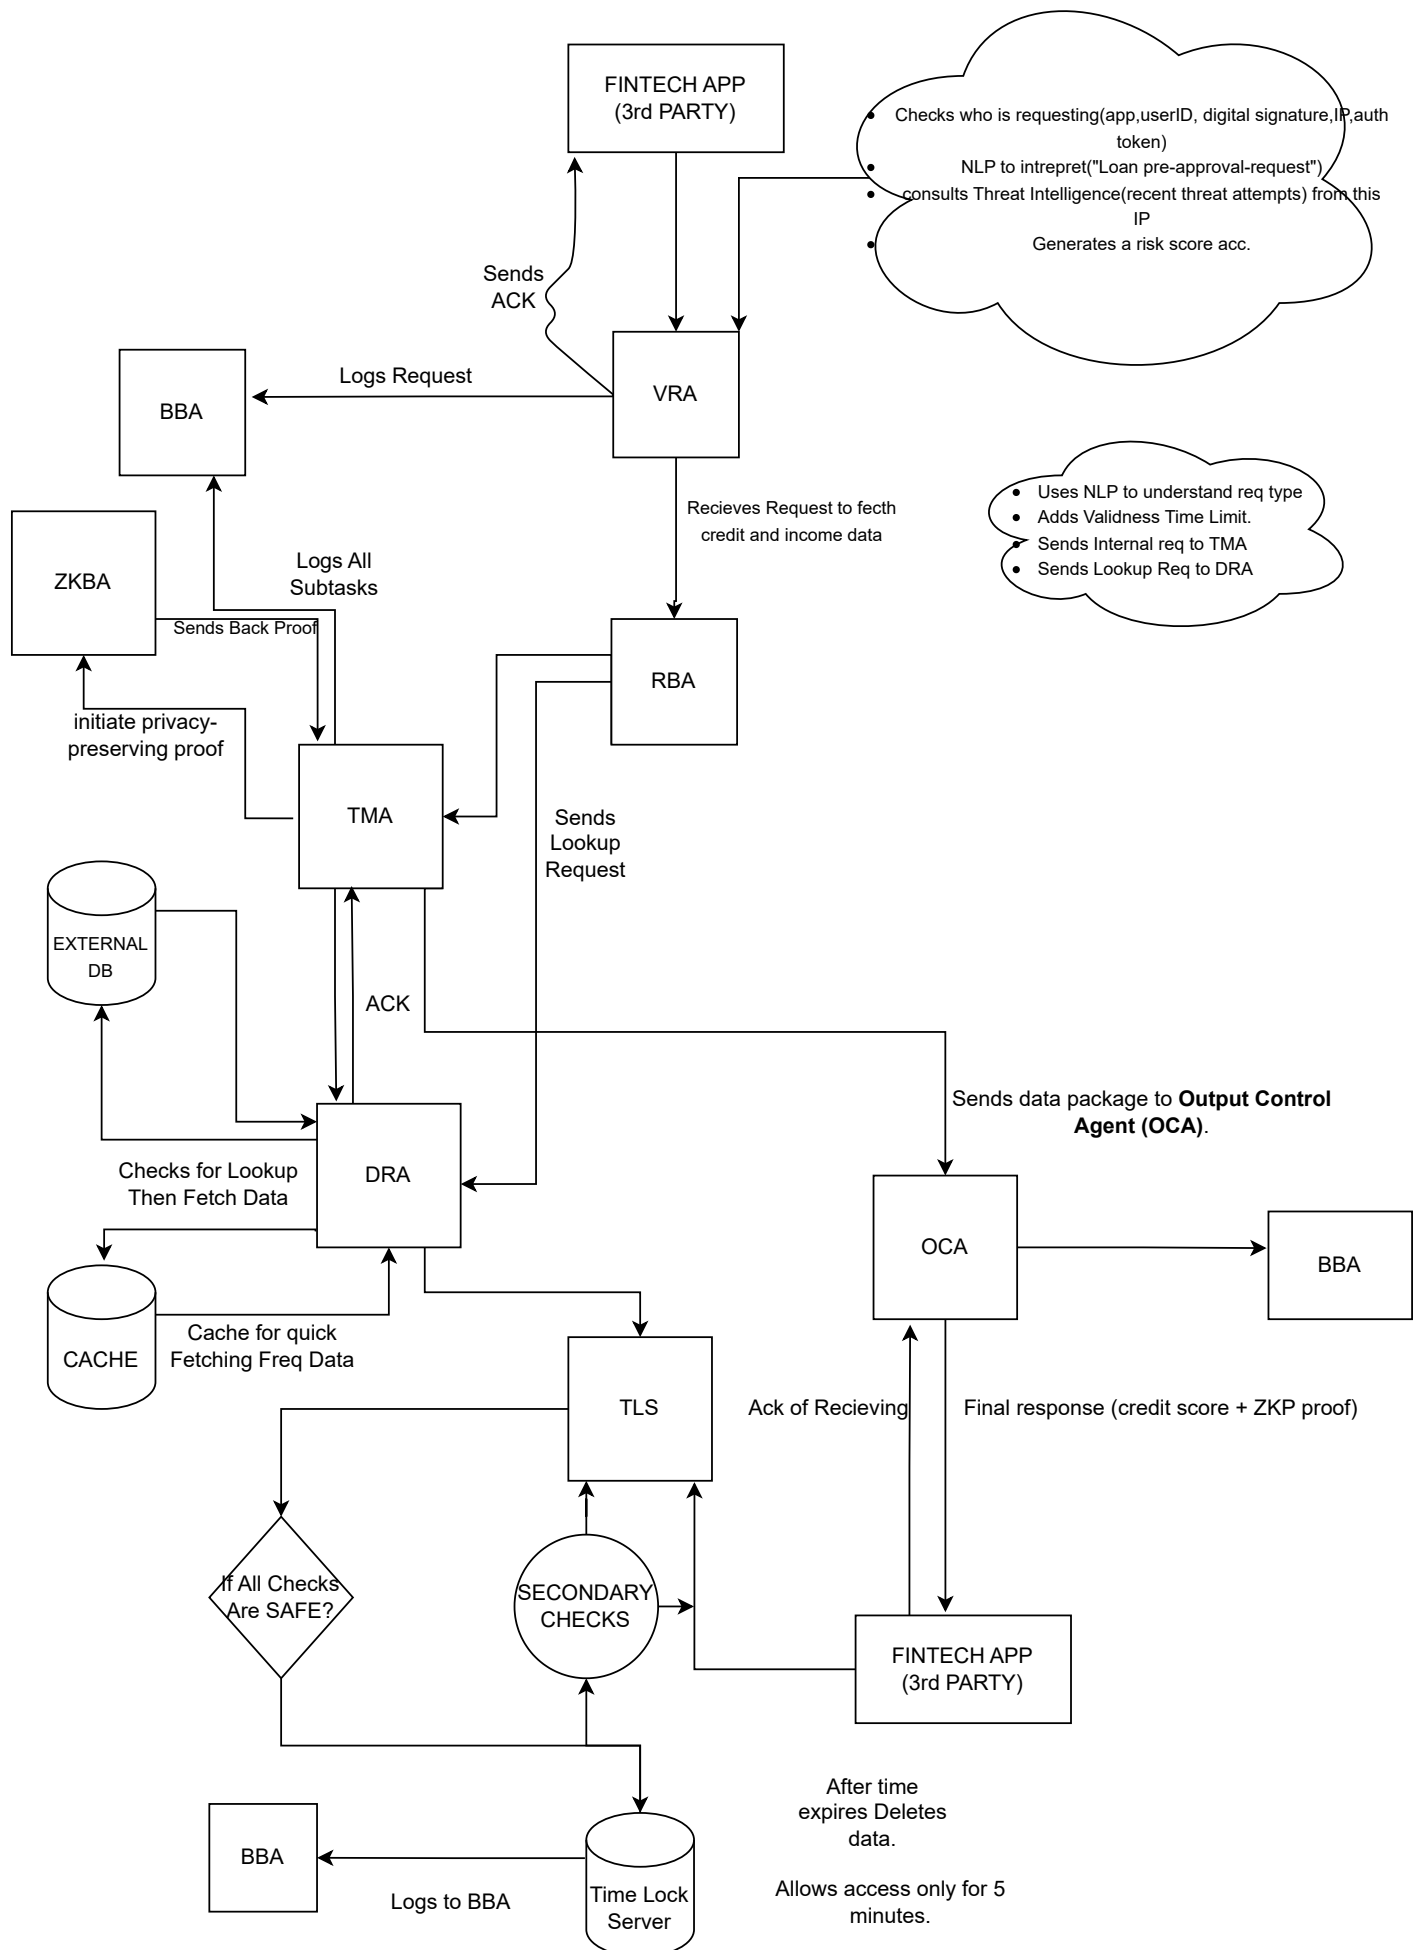 FINTECH APP
(3rd PARTY)
Checks who is requesting(app,userID, digital signature,IP,auth
token)
NLP to intrepret("Loan pre-approval-request")
consults Threat Intelligence(recent threat attempts) from this
IP
Generates a risk score acc.
Sends
ACK
Logs Request
BBA
VRA
Uses NLP to understand req type
Adds Validness Time Limit.
Sends Internal req to TMA
Sends Lookup Req to DRA
Recieves Request to fecth
credit and income data
ZKBA
Logs All
Subtasks
Sends Back Proof
RBA
initiate privacy-
preserving proof
TMA
Sends
Lookup
Request
EXTERNAL
DB
ACK
Sends data package to Output Control
Agent (OCA).
DRA
Checks for Lookup
Then Fetch Data
OCA
BBA
CACHE
Cache for quick
Fetching Freq Data
TLS
Ack of Recieving
Final response (credit score + ZKP proof)
If All Checks
Are SAFE?
SECONDARY
CHECKS
FINTECH APP
(3rd PARTY)
After time
expires Deletes
data.
BBA
Logs to BBA
Time Lock
Server
Allows access only for 5
minutes.